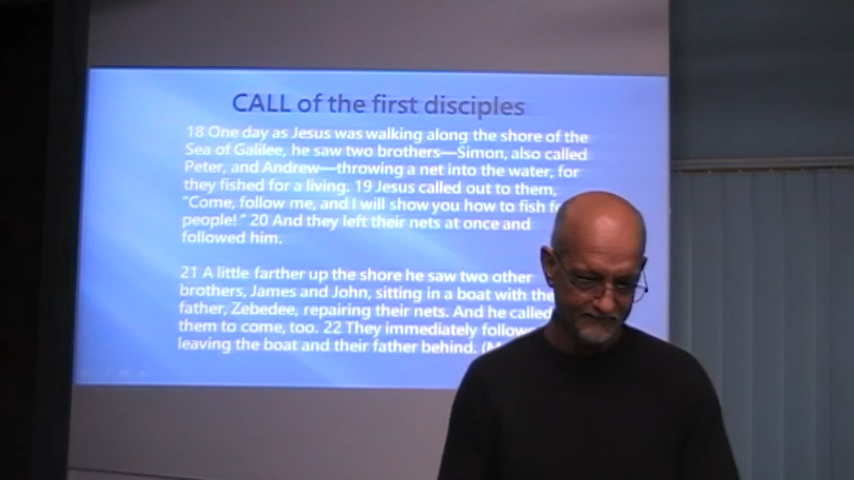 CALL of the first disciples
18 One day as Jesus was walking along the shore of the
Sea of Galilee, he saw two brothers—Simon, also called
Peter, and Andrew—throwing a net into the water, for
they fished for a living. 19 Jesus called out to them,
"Come, follow me, and I will show you how to fish
people!" 20 And they left their nets at once and
followed him.
21 A little farther up the shore he saw two other
brothers, James and John, sitting in a boat with
father, Zebedee, repairing their nets. And he called
them to come, too. 22 They immediately
leaving the boat and their father behind.